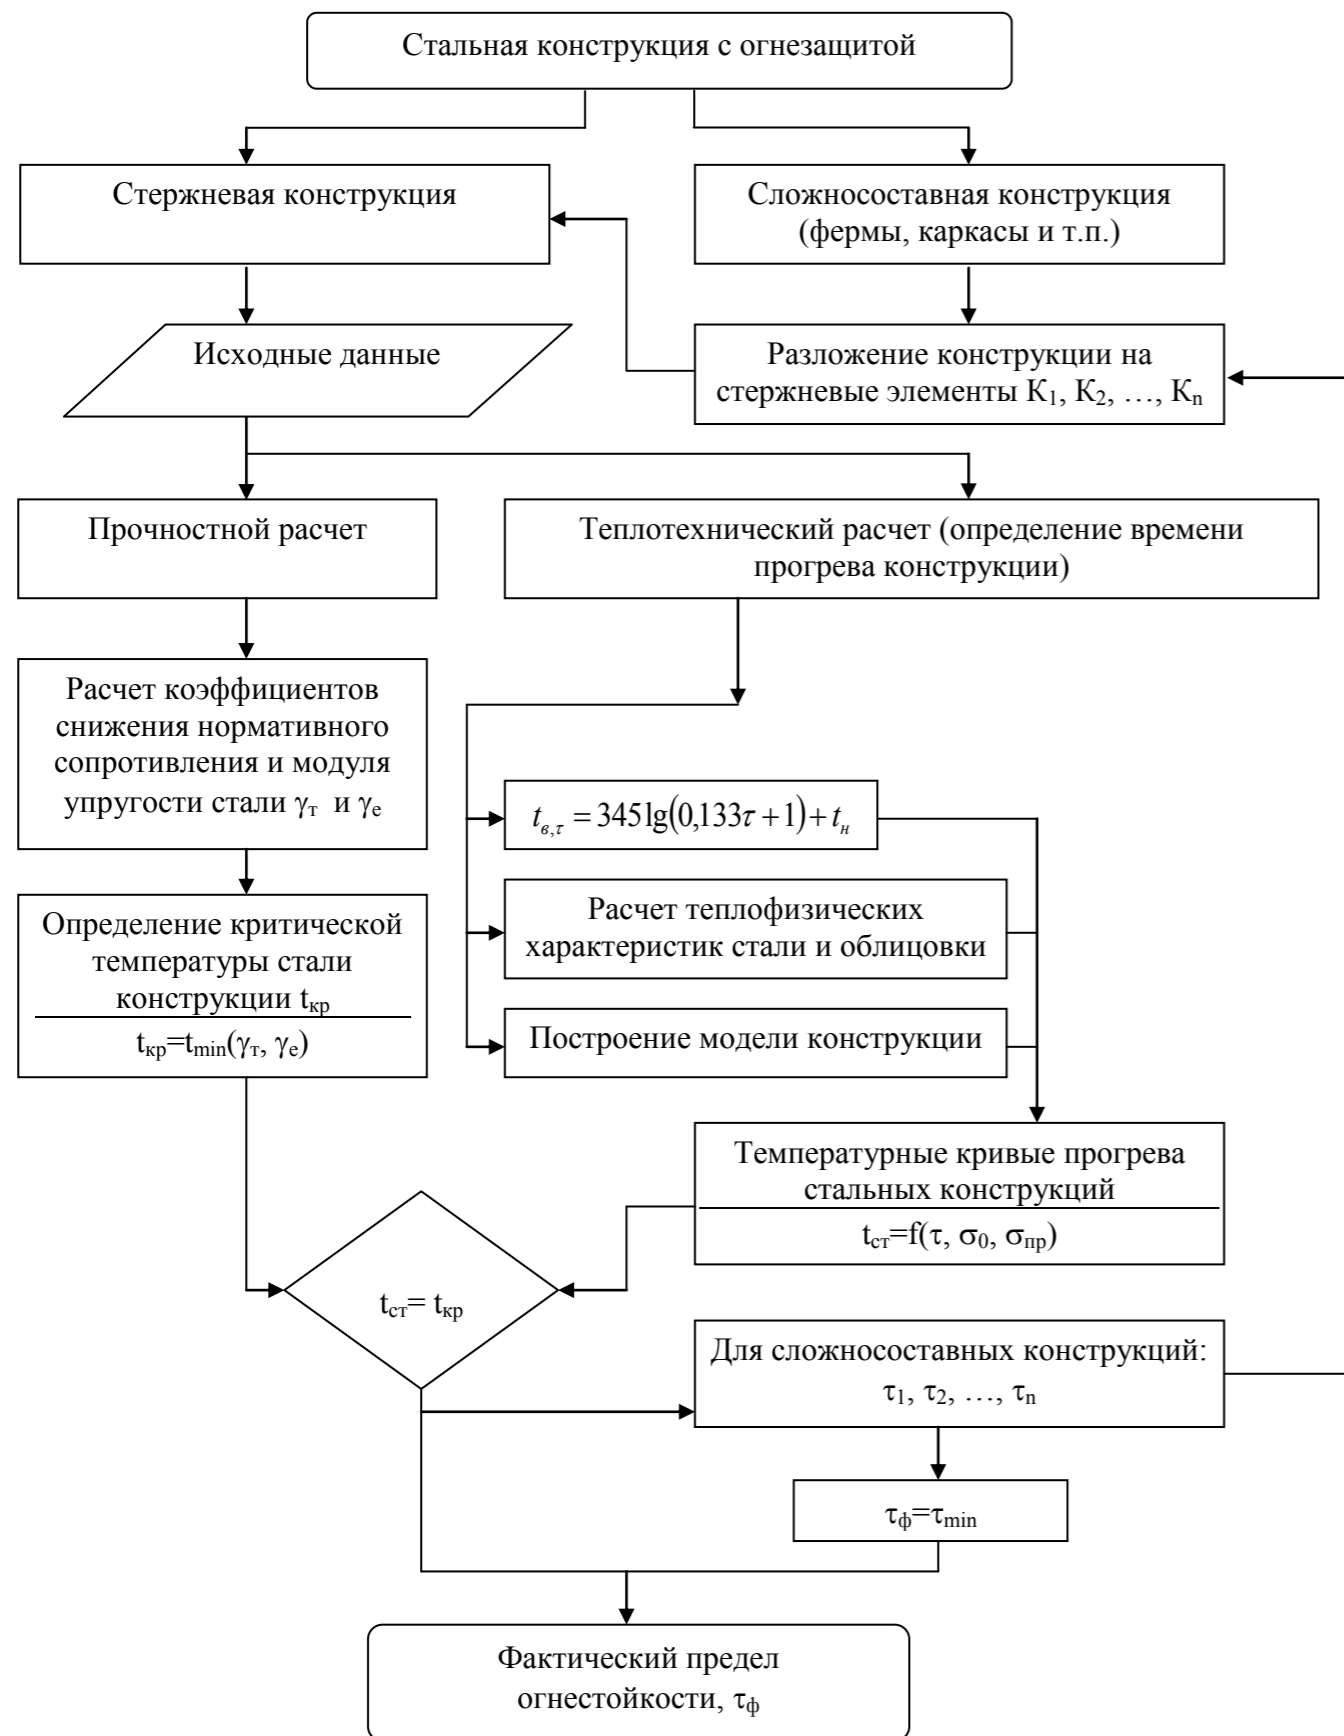 Стальная конструкция с огнезащитой
Стержневая конструкция
Сложносоставная конструкция
(фермы, каркасы и т.п.)
Исходные данные
Разложение конструкции на
стержневые элементы К₁, К₂, …, Кₙ
Прочностной расчет
Теплотехнический расчет (определение времени
прогрева конструкции)
Расчет коэффициентов
снижения нормативного
сопротивления и модуля
упругости стали γт и γе
t_в,τ = 345lg(0,133τ + 1) + t_н
Расчет теплофизических
характеристик стали и облицовки
Построение модели конструкции
Определение критической
температуры стали
конструкции tкр
tкр=tmin(γт, γе)
Температурные кривые прогрева
стальных конструкций
tст=f(τ, σ₀, σпр)
tст= tкр
Для сложносоставных конструкций:
τ₁, τ₂, …, τₙ
τф=τmin
Фактический предел
огнестойкости, τф